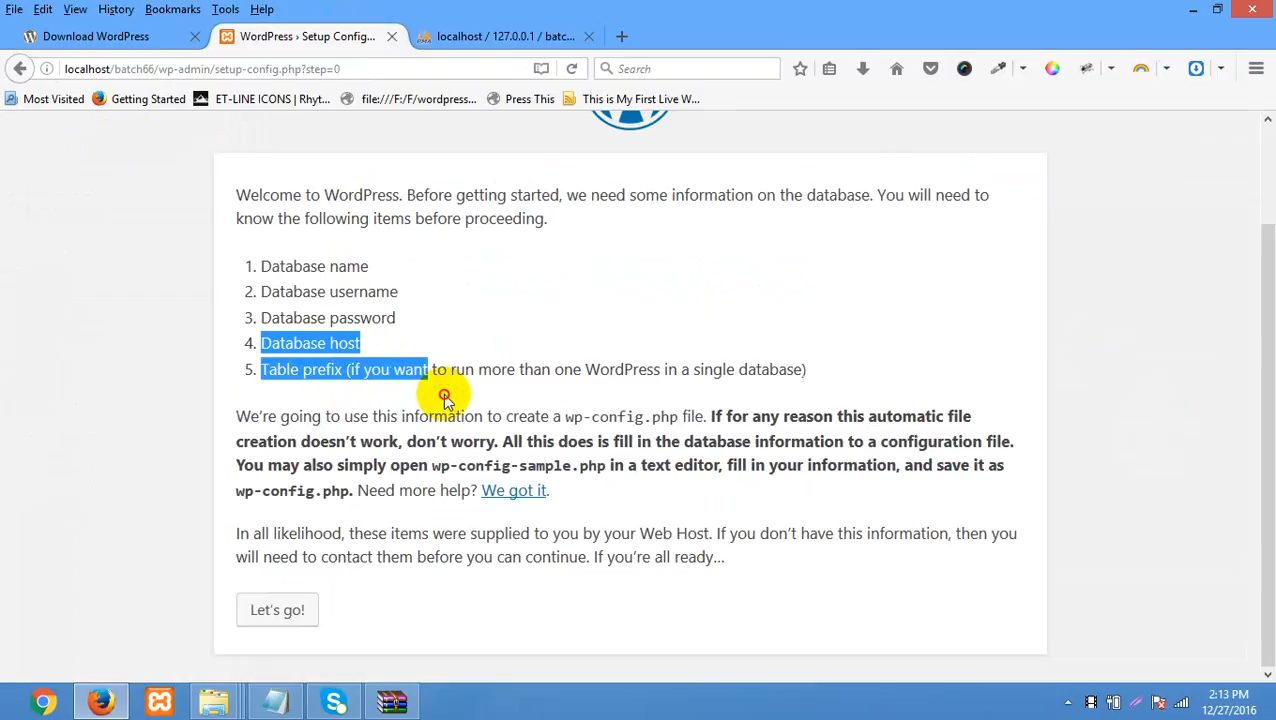 File Edit View History Bookmarks Tools Help
Download WordPress
WordPress › Setup Config...
localhost / 127.0.0.1 / batc...
localhost/batch66/wp-admin/setup-config.php?step=0
Search
Most Visited
Getting Started
ET-LINE ICONS | Rhyt...
file:///F:/F/wordpress...
Press This
This is My First Live W...
Welcome to WordPress. Before getting started, we need some information on the database. You will need to
know the following items before proceeding.
1. Database name
2. Database username
3. Database password
4. Database host
5. Table prefix (if you want to run more than one WordPress in a single database)
We’re going to use this information to create a wp-config.php file. If for any reason this automatic file
creation doesn’t work, don’t worry. All this does is fill in the database information to a configuration file.
You may also simply open wp-config-sample.php in a text editor, fill in your information, and save it as
wp-config.php. Need more help? We got it.
In all likelihood, these items were supplied to you by your Web Host. If you don’t have this information, then you
will need to contact them before you can continue. If you’re all ready…
Let’s go!
2:13 PM
12/27/2016